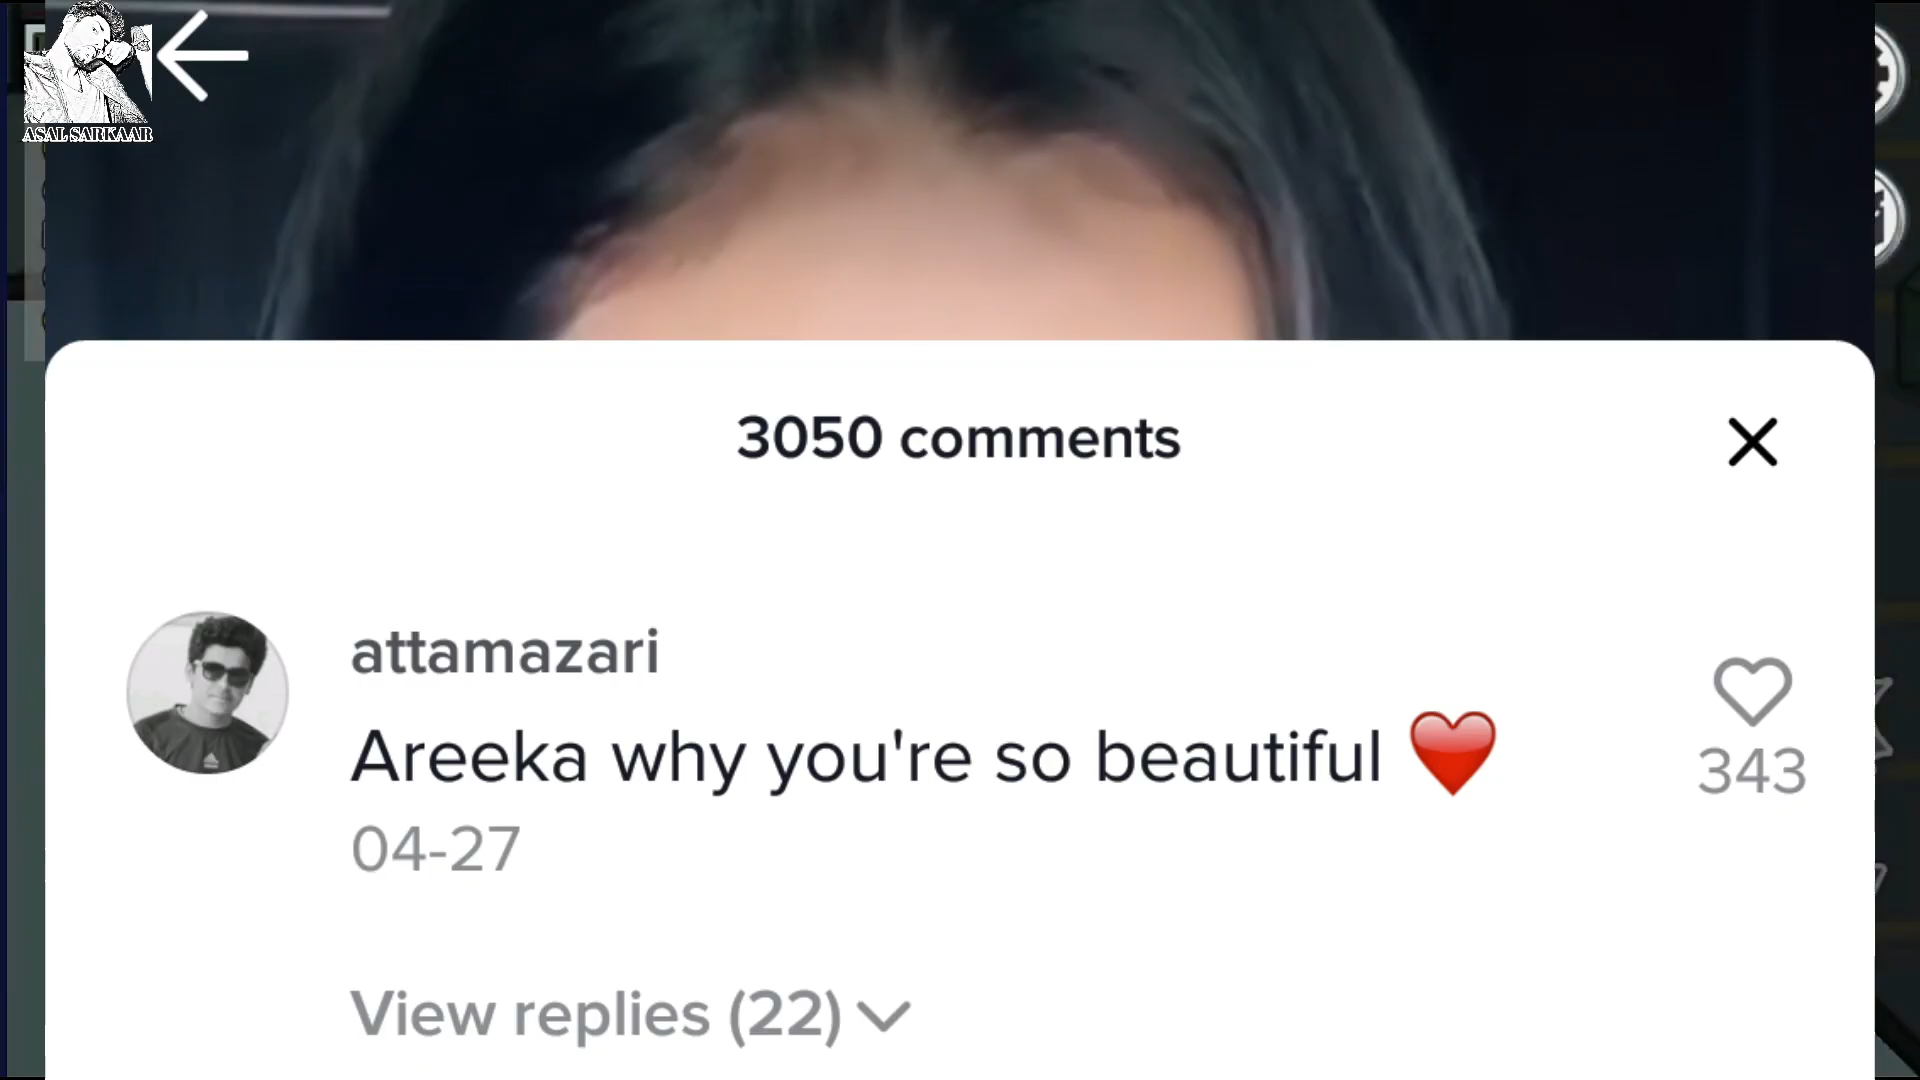 ASAL SARKAAR
3050 comments
attamazari
Areeka why you're so beautiful ❤️
343
04-27
View replies (22)